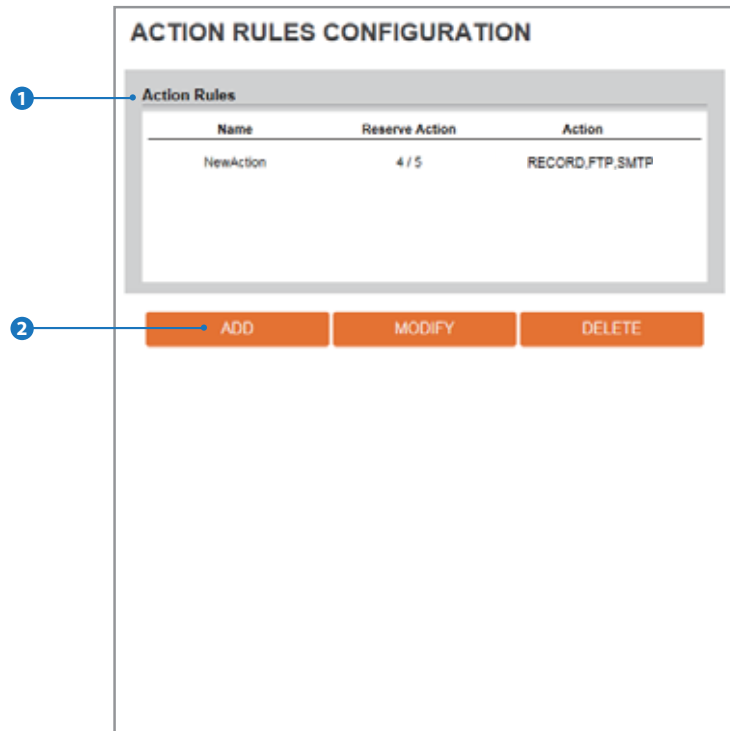 ACTION RULES CONFIGURATION
1
Action Rules
Name Reserve Action Action
NewAction 4 / 5 RECORD,FTP,SMTP
2
ADD MODIFY DELETE